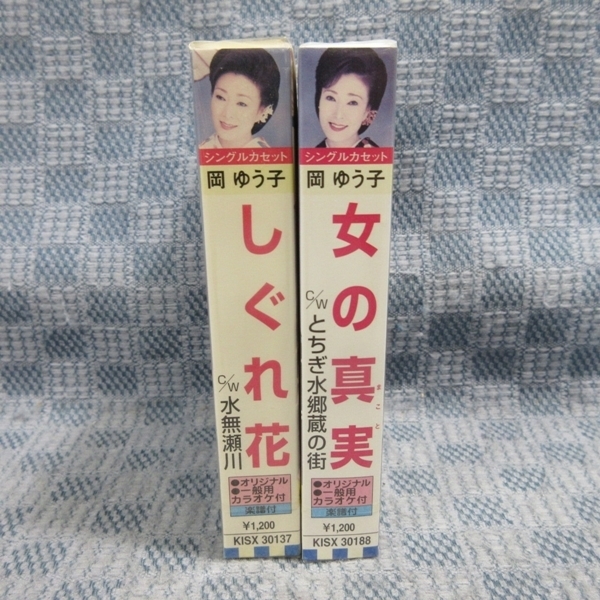 シングルカセット
岡 ゆう子
しぐれ花
C/W 水無瀬川
●オリジナル
●一般用
カラオケ付
楽譜付
¥1,200
KISX 30137
シングルカセット
岡 ゆう子
女の真実
まこと
C/W とちぎ水郷蔵の街
●オリジナル
●一般用
カラオケ付
楽譜付
¥1,200
KISX 30188